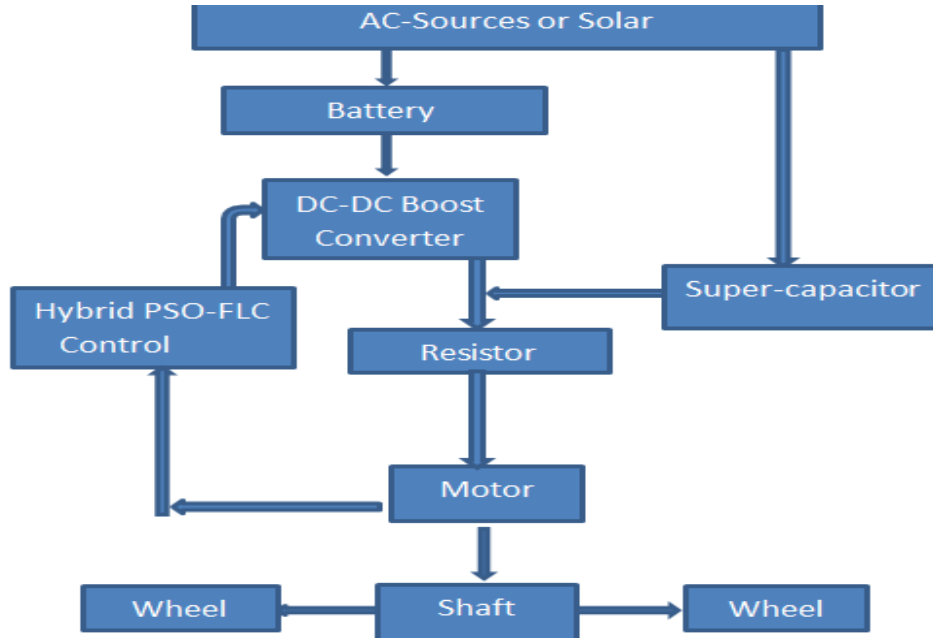 AC-Sources or Solar
Battery
DC-DC Boost
Converter
Super-capacitor
Hybrid PSO-FLC
Control
Resistor
Motor
Wheel
Shaft
Wheel